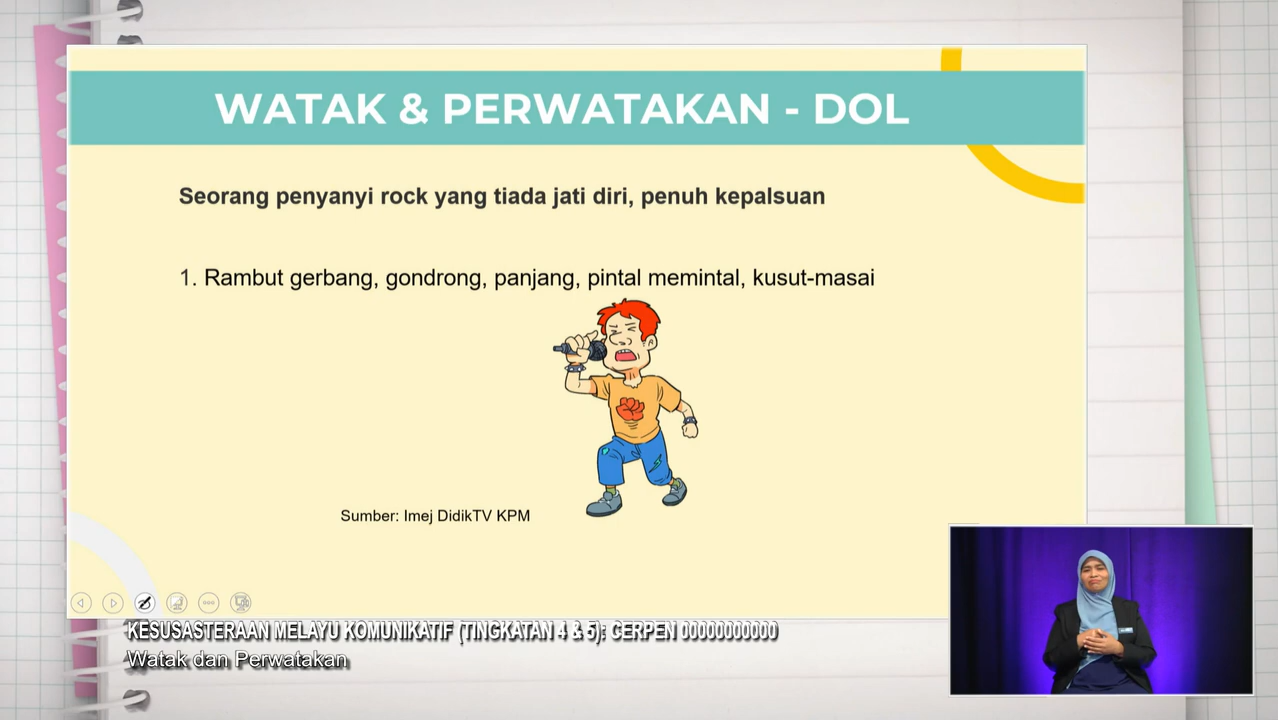 WATAK & PERWATAKAN - DOL
Seorang penyanyi rock yang tiada jati diri, penuh kepalsuan
1. Rambut gerbang, gondrong, panjang, pintal memintal, kusut-masai
Sumber: Imej DidikTV KPM
KESUSASTERAAN MELAYU KOMUNIKATIF (TINGKATAN 4 & 5): CERPEN 00000000000
Watak dan Perwatakan